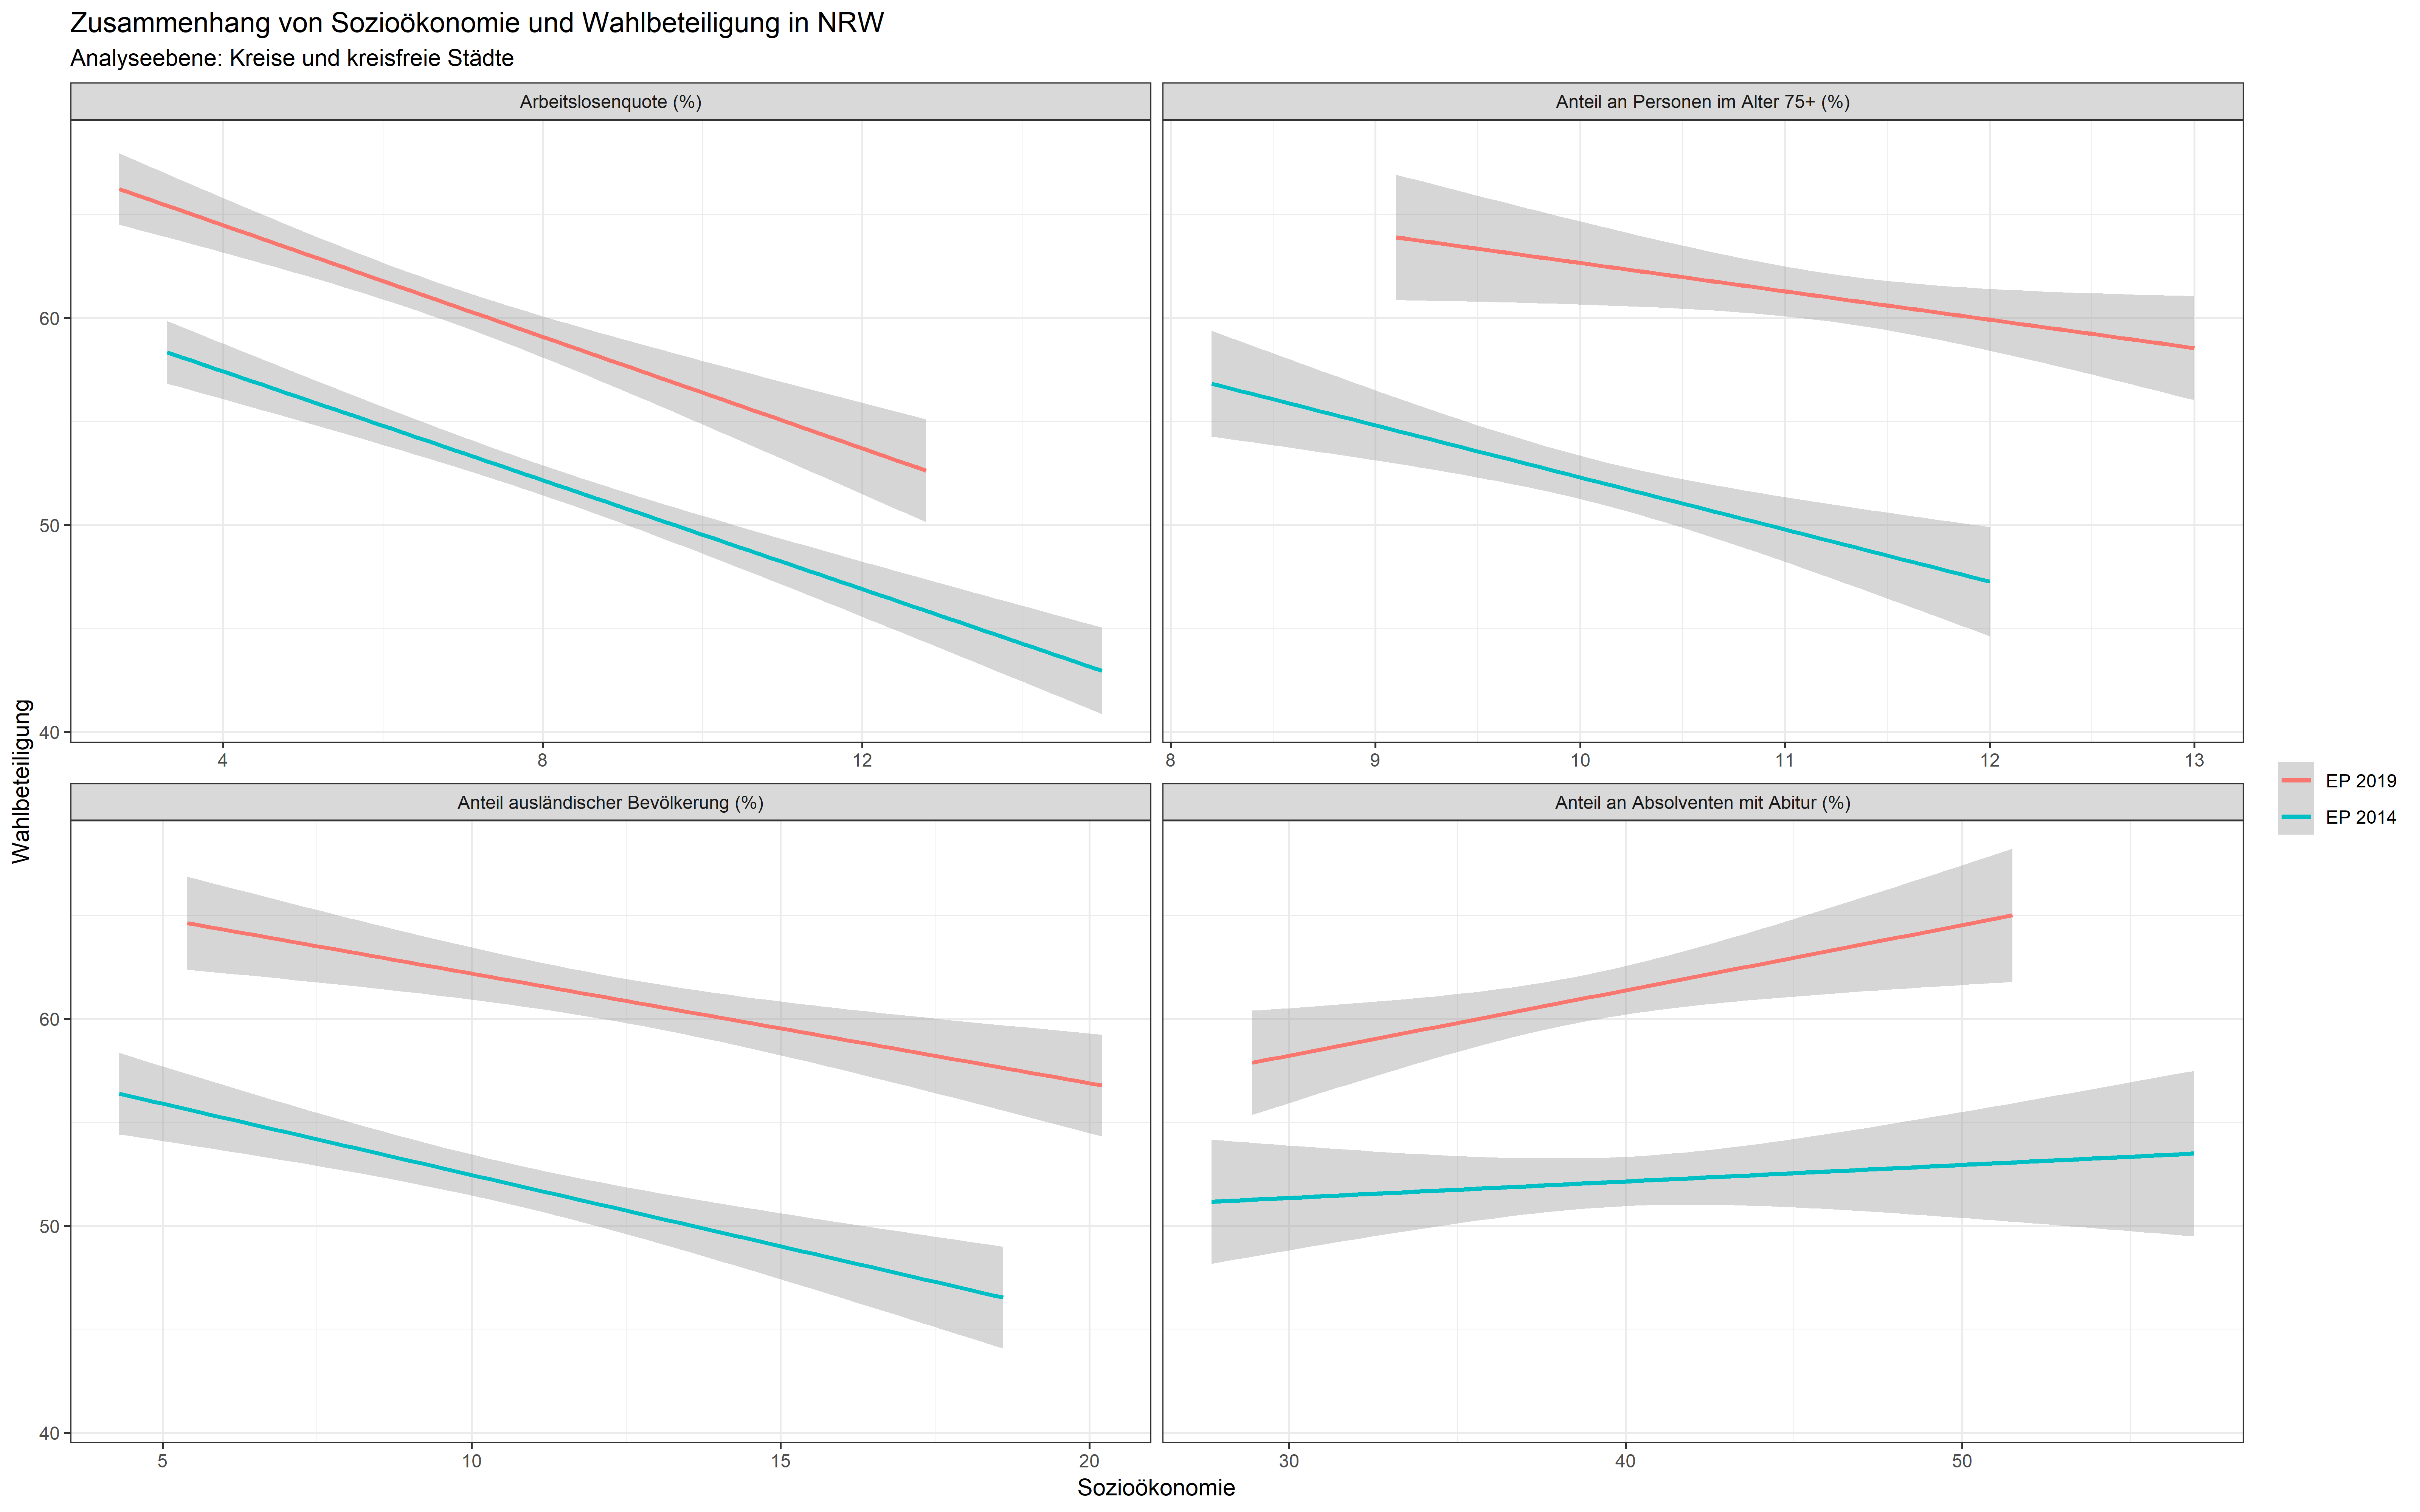 Zusammenhang von Sozioökonomie und Wahlbeteiligung in NRW
Analyseebene: Kreise und kreisfreie Städte
Arbeitslosenquote (%)
Anteil an Personen im Alter 75+ (%)
60
50
40
4
8
12
8
9
10
11
12
13
Wahlbeteiligung
EP 2019
EP 2014
Anteil ausländischer Bevölkerung (%)
Anteil an Absolventen mit Abitur (%)
60
50
40
5
10
15
20
30
40
50
Sozioökonomie